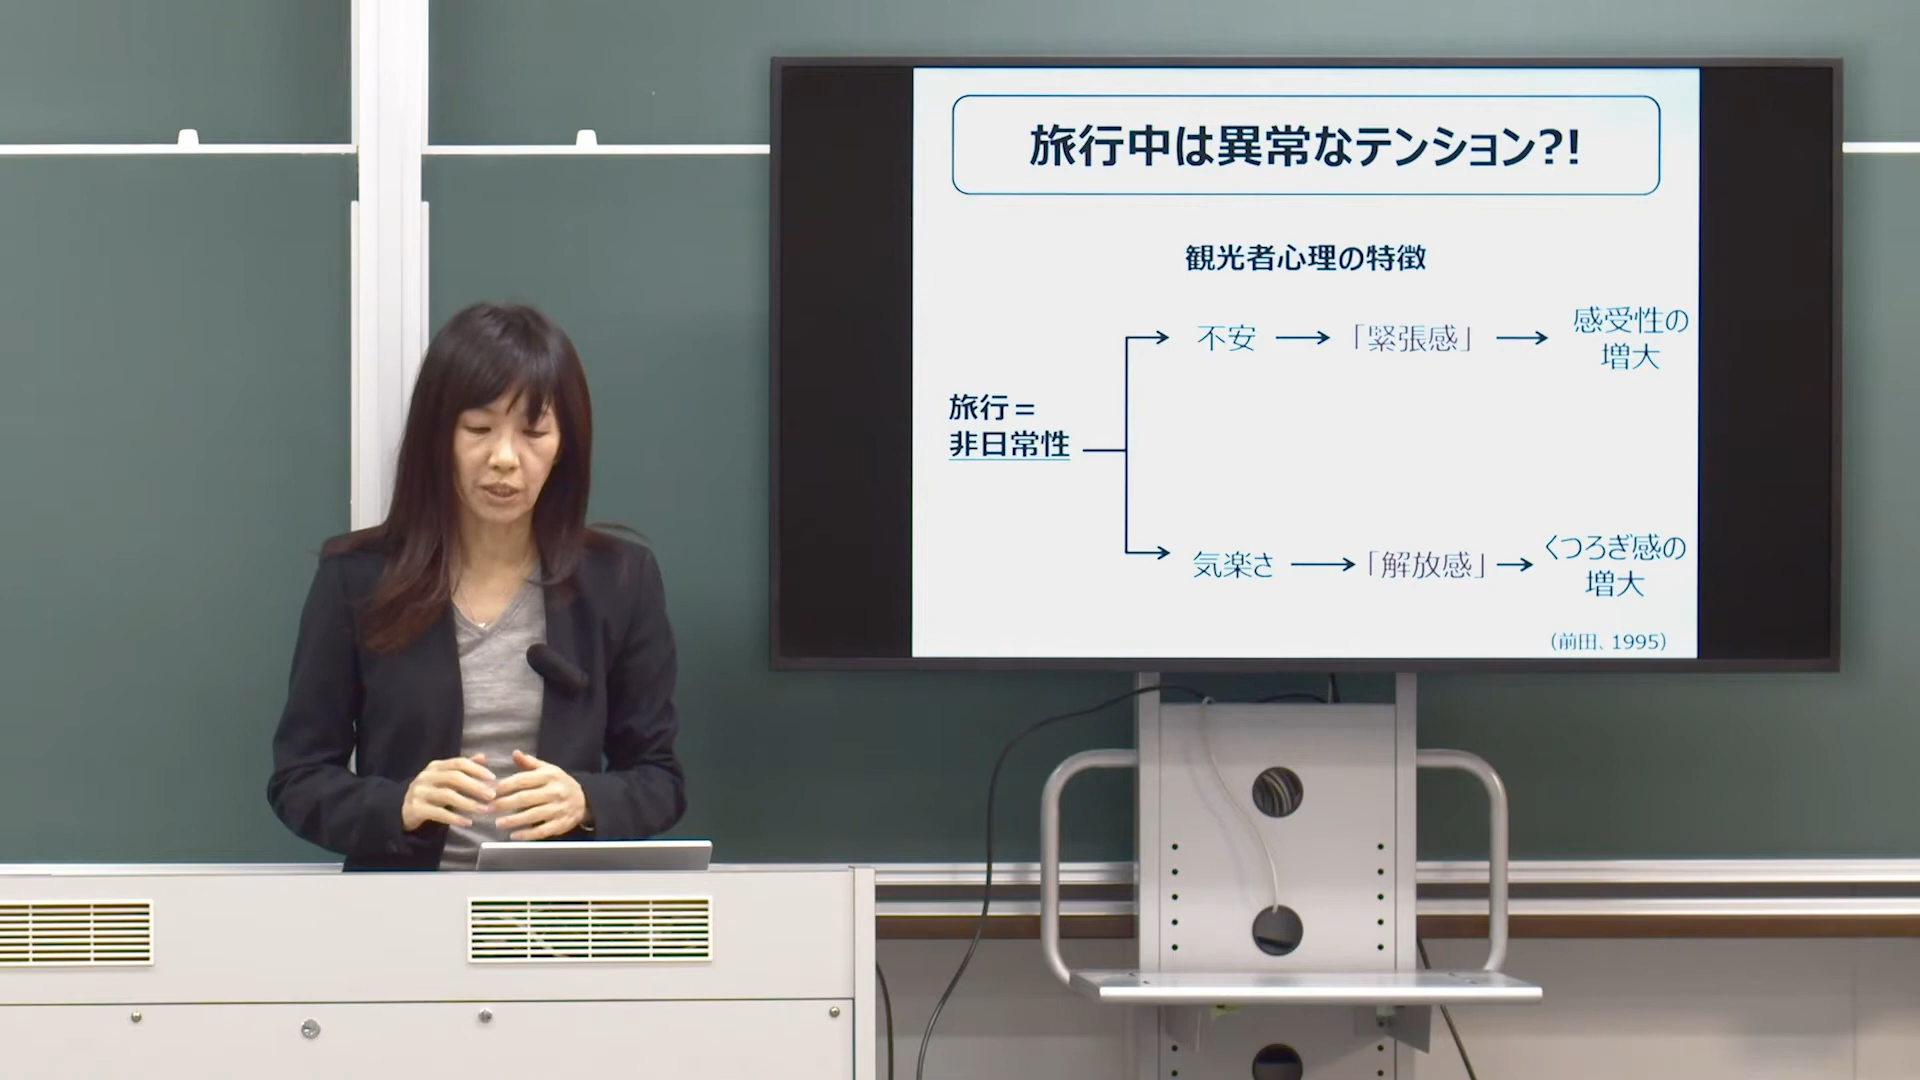 旅行中は異常なテンション?!
観光者心理の特徴
旅行＝
非日常性
不安
「緊張感」
感受性の
増大
気楽さ
「解放感」
くつろぎ感の
増大
（前田、1995）